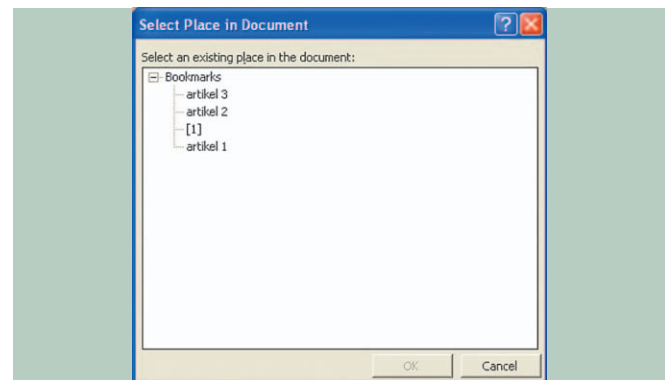 Select Place in Document
Select an existing place in the document:
Bookmarks
artikel 3
artikel 2
[1]
artikel 1
OK
Cancel